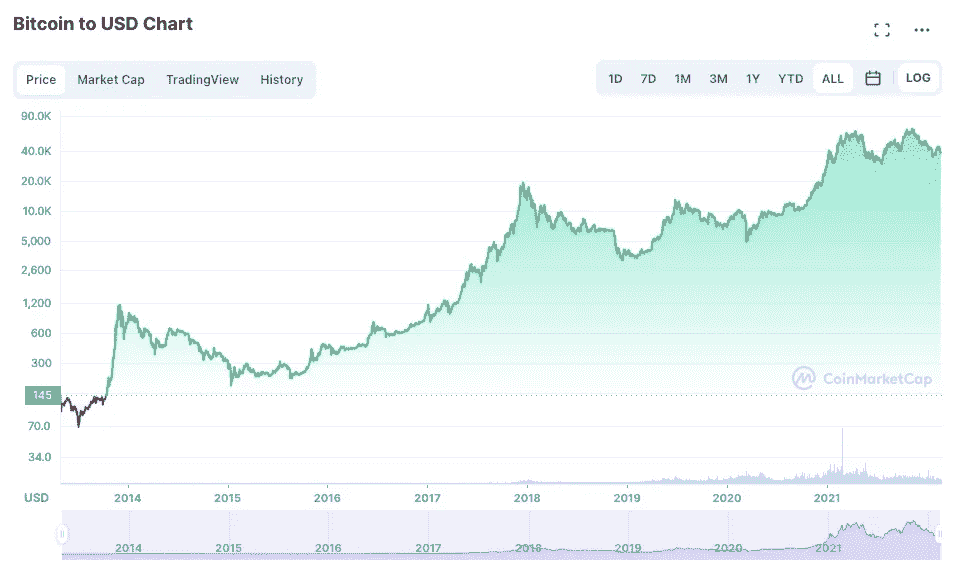 Bitcoin to USD Chart
Price Market Cap TradingView History
1D 7D 1M 3M 1Y YTD ALL LOG
90.0K
40.0K
20.0K
10.0K
5,000
2,600
1,200
600
300
145
CoinMarketCap
70.0
34.0
USD 2014 2015 2016 2017 2018 2019 2020 2021
2014 2015 2016 2017 2018 2019 2020 2021